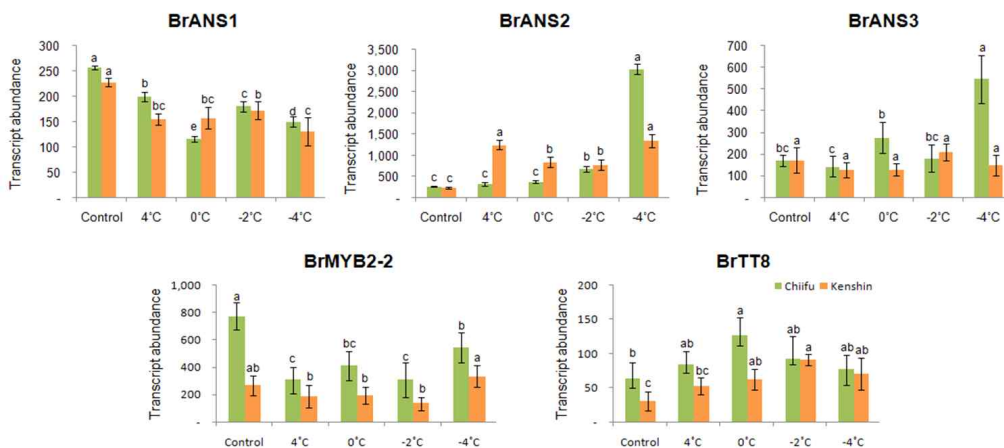 BrANS1
Transcript abundance
300
250
200
150
100
50
-
a
a
b
bc
e
bc
c
b
d
c
Control
4°C
0°C
-2°C
-4°C
BrANS2
Transcript abundance
3,500
3,000
2,500
2,000
1,500
1,000
500
-
c
c
c
a
c
b
b
b
a
a
Control
4°C
0°C
-2°C
-4°C
BrANS3
Transcript abundance
700
600
500
400
300
200
100
-
bc
a
c
a
b
a
bc
a
a
a
Control
4°C
0°C
-2°C
-4°C
BrMYB2-2
Transcript abundance
1,000
800
600
400
200
-
a
ab
c
b
bc
b
c
b
b
a
Control
4°C
0°C
-2°C
-4°C
BrTT8
Chiifu
Kenshin
Transcript abundance
200
150
100
50
-
b
c
ab
bc
a
ab
ab
a
ab
ab
Control
4°C
0°C
-2°C
-4°C